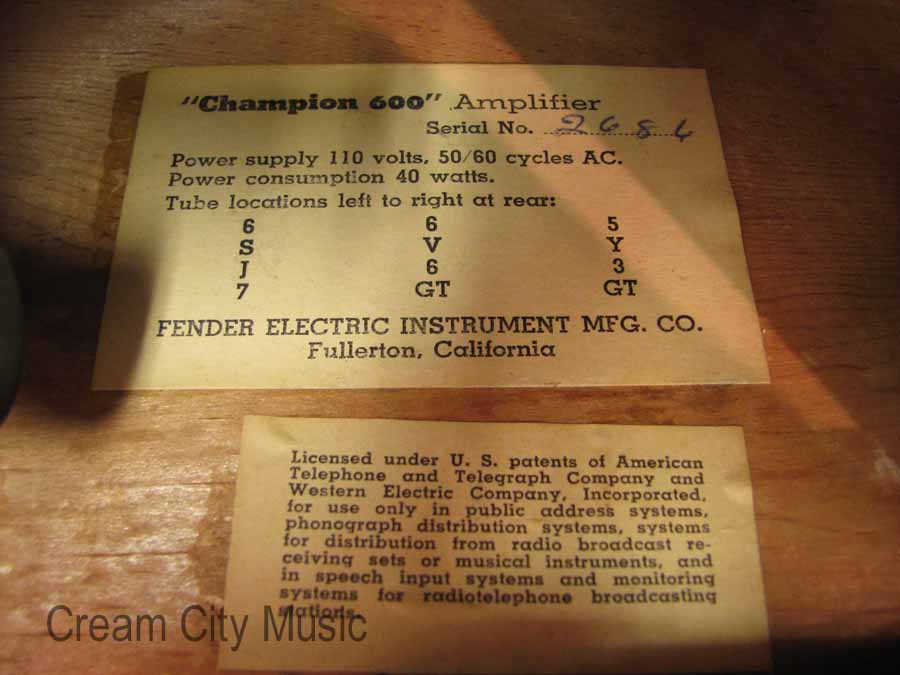 "Champion 600" Amplifier
Serial No. 2686
Power supply 110 volts, 50/60 cycles AC.
Power consumption 40 watts.
Tube locations left to right at rear:
6 6 5
S V Y
J 6 3
7 GT GT
FENDER ELECTRIC INSTRUMENT MFG. CO.
Fullerton, California
Licensed under U. S. patents of American
Telephone and Telegraph Company and
Western Electric Company, Incorporated,
for use only in public address systems,
phonograph distribution systems, systems
for distribution from radio broadcast re-
ceiving sets or musical instruments, and
in speech input systems and monitoring
systems for radiotelephone broadcasting
stations.
Cream City Music